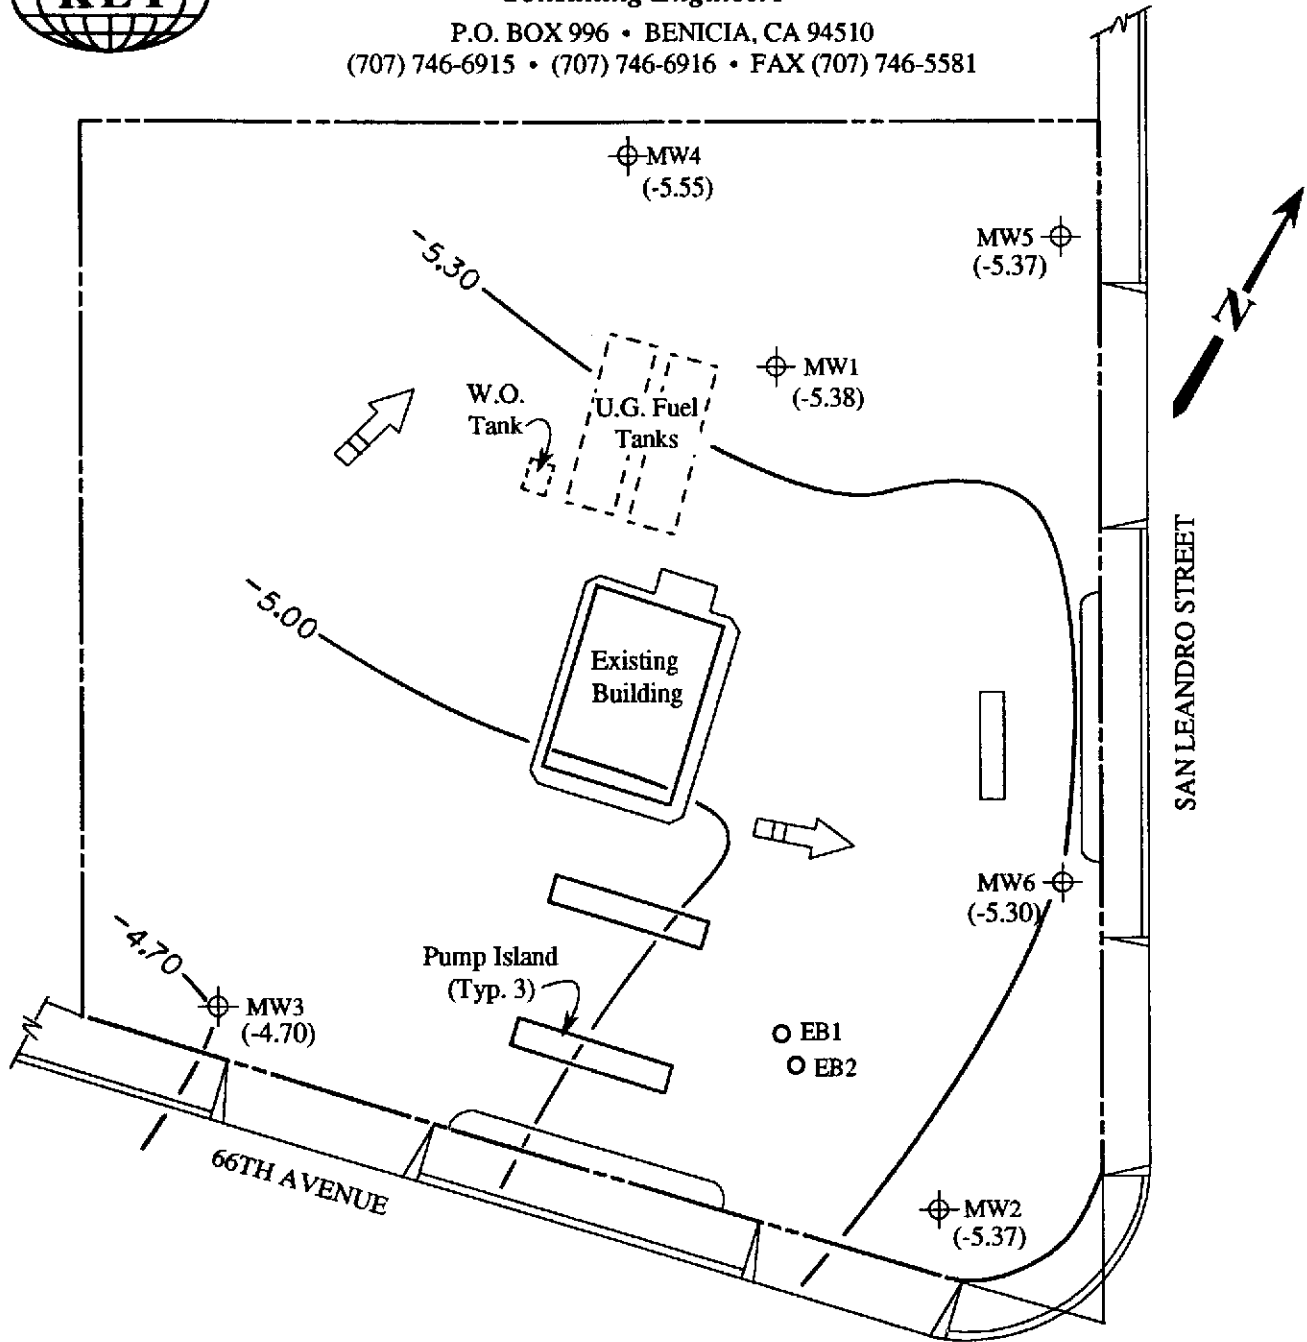 P.O. BOX 996 • BENICIA, CA 94510
(707) 746-6915 • (707) 746-6916 • FAX (707) 746-5581
MW4
(-5.55)
MW5
(-5.37)
-5.30
N
MW1
(-5.38)
W.O.
Tank
U.G. Fuel
Tanks
-5.00
Existing
Building
SAN LEANDRO STREET
MW6
(-5.30)
-4.70
MW3
(-4.70)
Pump Island
(Typ. 3)
EB1
EB2
66TH AVENUE
MW2
(-5.37)